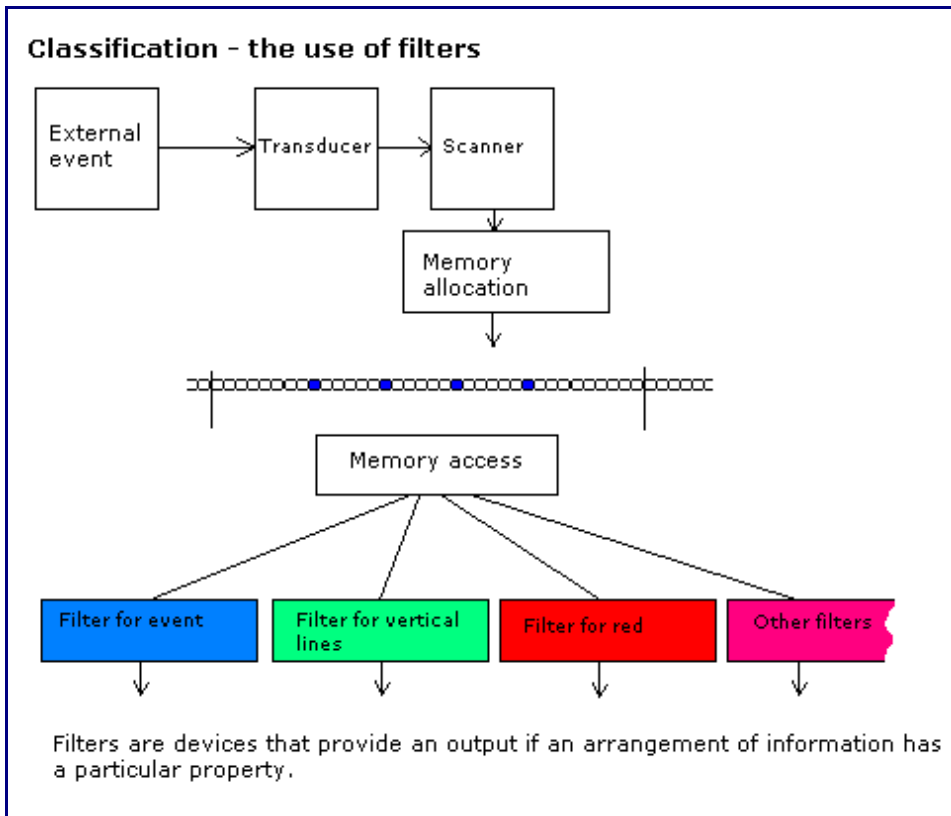 Classification - the use of filters
External
event
Transducer
Scanner
Memory
allocation
Memory access
Filter for event
Filter for vertical
lines
Filter for red
Other filters
Filters are devices that provide an output if an arrangement of information has
a particular property.